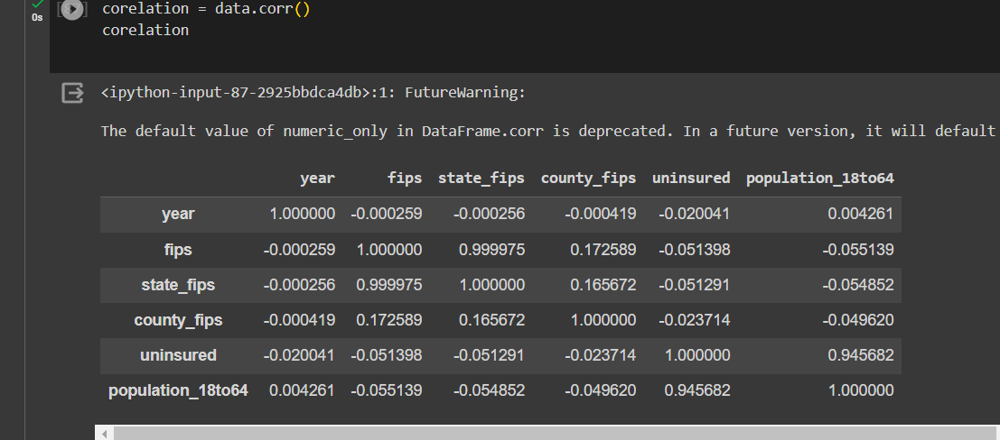 corelation = data.corr()
0s
corelation
<ipython-input-87-2925bbdca4db>:1: FutureWarning:
The default value of numeric_only in DataFrame.corr is deprecated. In a future version, it will default
year fips state_fips county_fips uninsured population_18to64
year 1.000000 -0.000259 -0.000256 -0.000419 -0.020041 0.004261
fips -0.000259 1.000000 0.999975 0.172589 -0.051398 -0.055139
state_fips -0.000256 0.999975 1.000000 0.165672 -0.051291 -0.054852
county_fips -0.000419 0.172589 0.165672 1.000000 -0.023714 -0.049620
uninsured -0.020041 -0.051398 -0.051291 -0.023714 1.000000 0.945682
population_18to64 0.004261 -0.055139 -0.054852 -0.049620 0.945682 1.000000